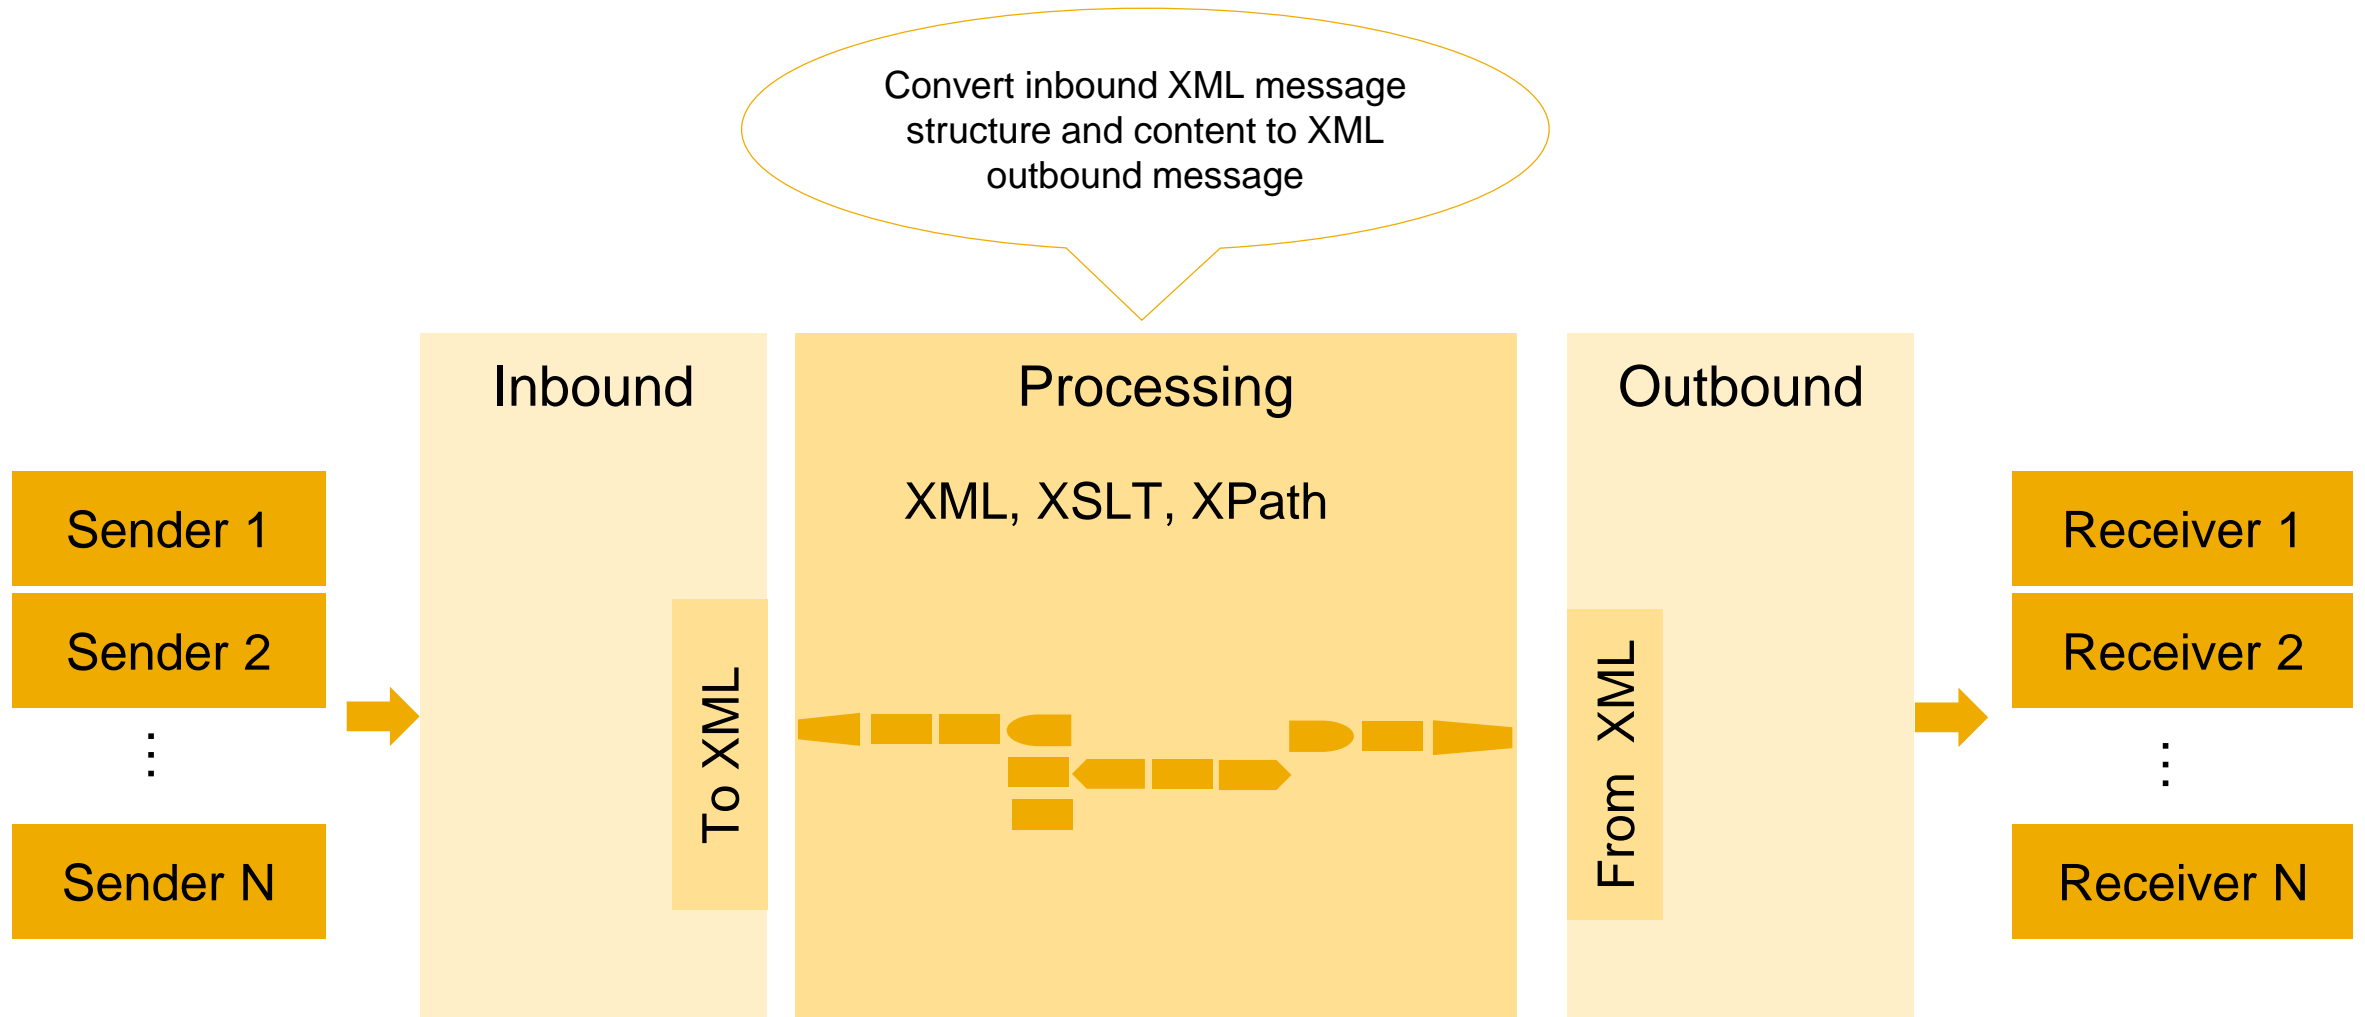 Convert inbound XML message
structure and content to XML
outbound message
Inbound
Processing
Outbound
XML, XSLT, XPath
Sender 1
Sender 2
...
Sender N
To XML
From XML
Receiver 1
Receiver 2
...
Receiver N